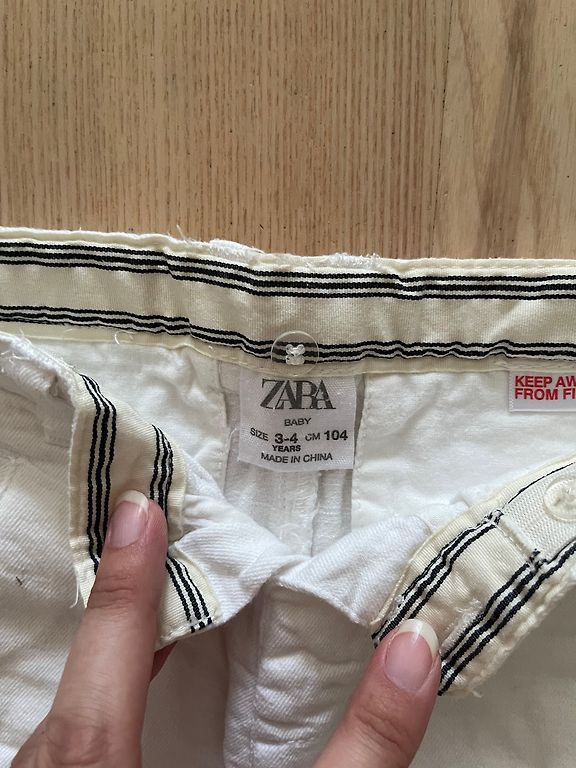 ZARA
BABY
SIZE 3-4 CM 104
YEARS
MADE IN CHINA
KEEP AW
FROM FI